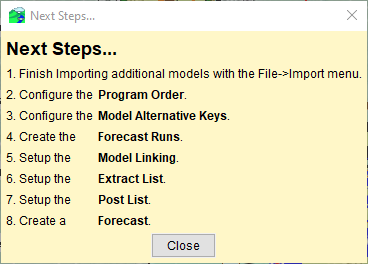 Next Steps...
Next Steps...
1. Finish Importing additional models with the File->Import menu.
2. Configure the Program Order.
3. Configure the Model Alternative Keys.
4. Create the Forecast Runs.
5. Setup the Model Linking.
6. Setup the Extract List.
7. Setup the Post List.
8. Create a Forecast.
Close